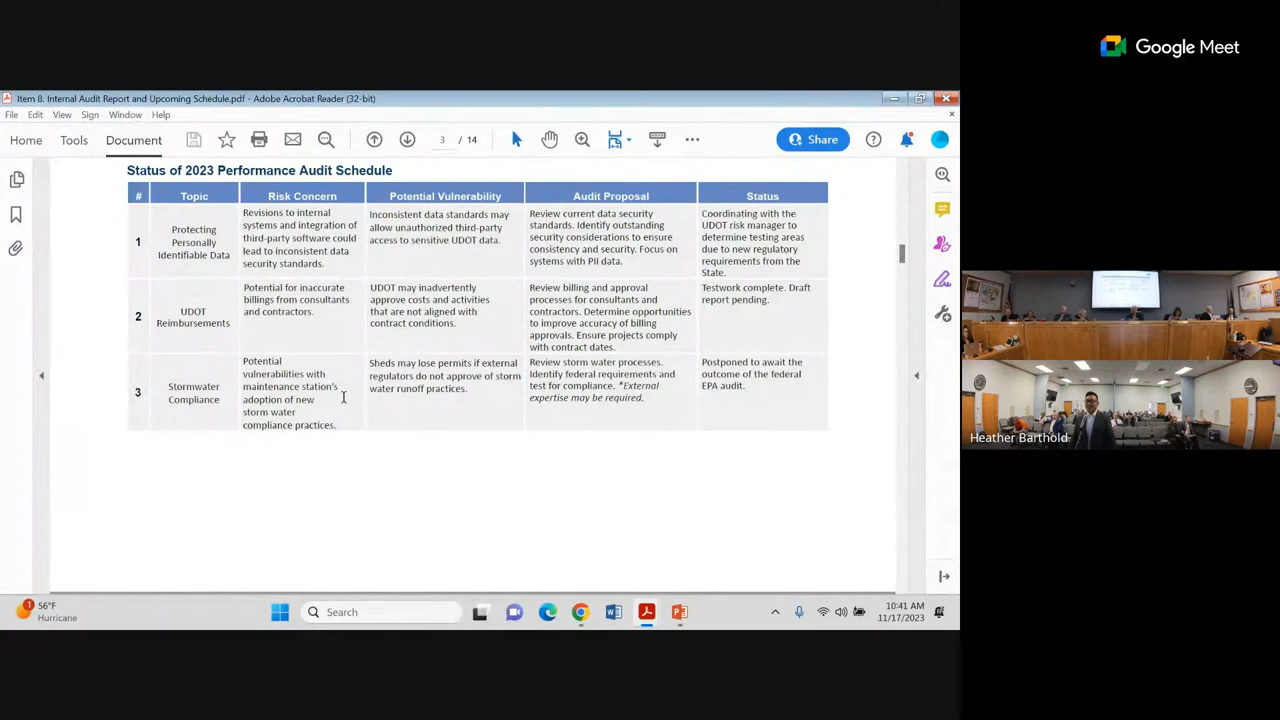 Google Meet
Item 8. Internal Audit Report and Upcoming Schedule.pdf - Adobe Acrobat Reader (32-bit)
File Edit View Sign Window Help
Home Tools Document 3 / 14 Share
Status of 2023 Performance Audit Schedule
# Topic Risk Concern Potential Vulnerability Audit Proposal Status
1
Protecting
Personally
Identifiable Data
Revisions to internal
systems and integration of
third-party software could
lead to inconsistent data
security standards.
Inconsistent data standards may
allow unauthorized third-party
access to sensitive UDOT data.
Review current data security
standards. Identify outstanding
security considerations to ensure
consistency and security. Focus on
systems with PII data.
Coordinating with the
UDOT risk manager to
determine testing areas
due to new regulatory
requirements from the
State.
2
UDOT
Reimbursements
Potential for inaccurate
billings from consultants
and contractors.
UDOT may inadvertently
approve costs and activities
that are not aligned with
contract conditions.
Review billing and approval
processes for consultants and
contractors. Determine opportunities
to improve accuracy of billing
approvals. Ensure projects comply
with contract dates.
Testwork complete. Draft
report pending.
3
Stormwater
Compliance
Potential
vulnerabilities with
maintenance station's
adoption of new
storm water
compliance practices.
Sheds may lose permits if external
regulators do not approve of storm
water runoff practices.
Review storm water processes.
Identify federal requirements and
test for compliance. *External
expertise may be required.
Postponed to await the
outcome of the federal
EPA audit.
Heather Barthold
1
56°F
Hurricane
Search
10:41 AM
11/17/2023